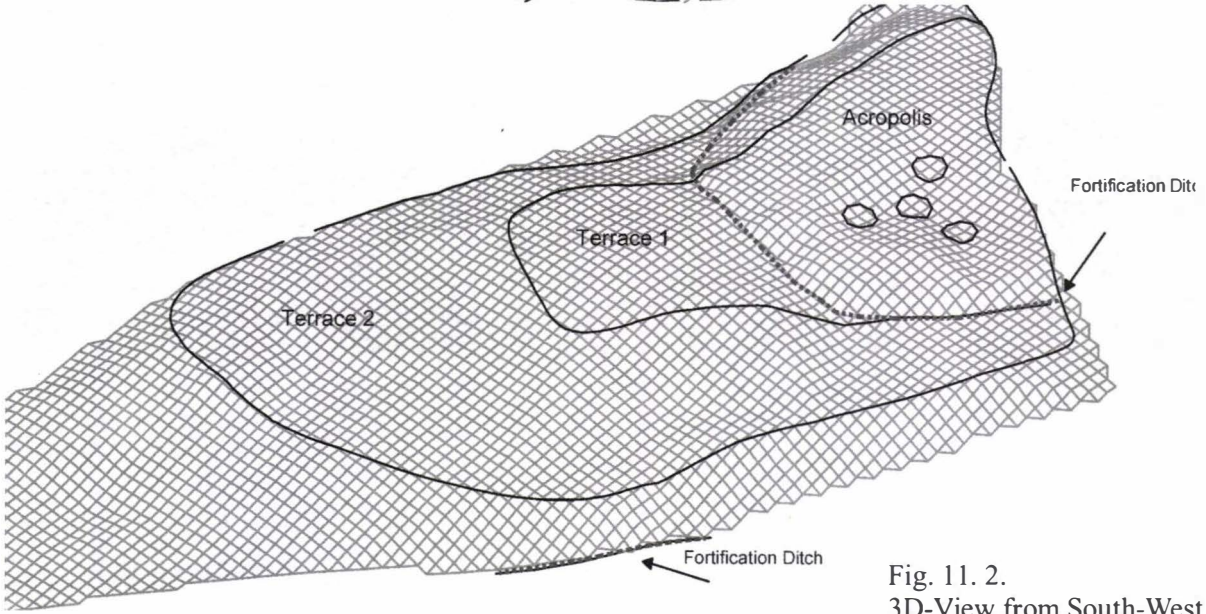 Acropolis
Fortification Ditc
Terrace 1
Terrace 2
Fortification Ditch
Fig. 11. 2.
3D-View from South-West